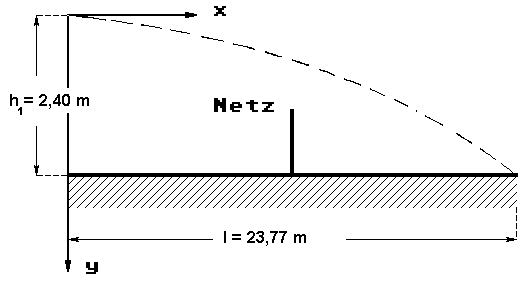 x
h1= 2,40 m
Netz
l = 23,77 m
y